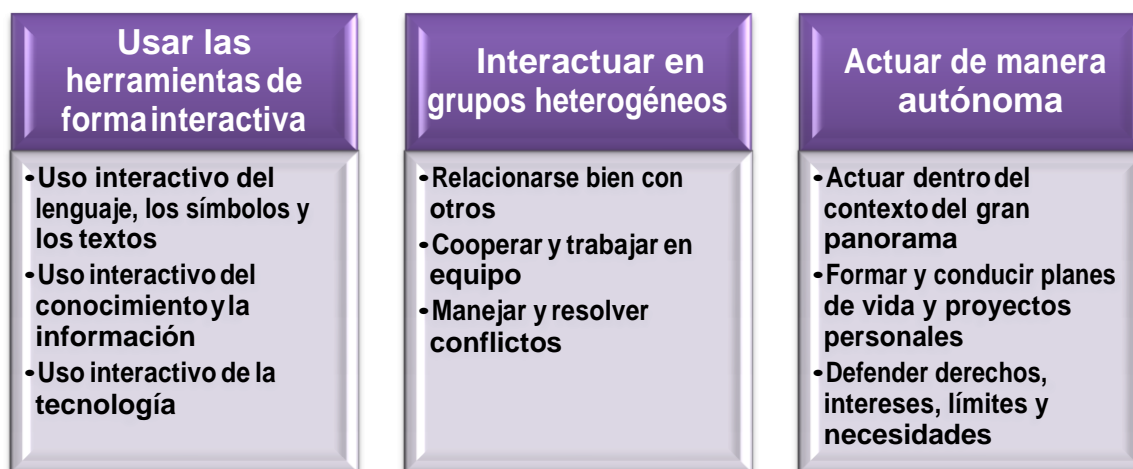 Usar las
herramientas de
forma interactiva
•Uso interactivo del
lenguaje, los símbolos y
los textos
•Uso interactivo del
conocimiento y la
información
•Uso interactivo de la
tecnología
Interactuar en
grupos heterogéneos
•Relacionarse bien con
otros
•Cooperar y trabajar en
equipo
•Manejar y resolver
conflictos
Actuar de manera
autónoma
•Actuar dentro del
contexto del gran
panorama
•Formar y conducir planes
de vida y proyectos
personales
•Defender derechos,
intereses, límites y
necesidades